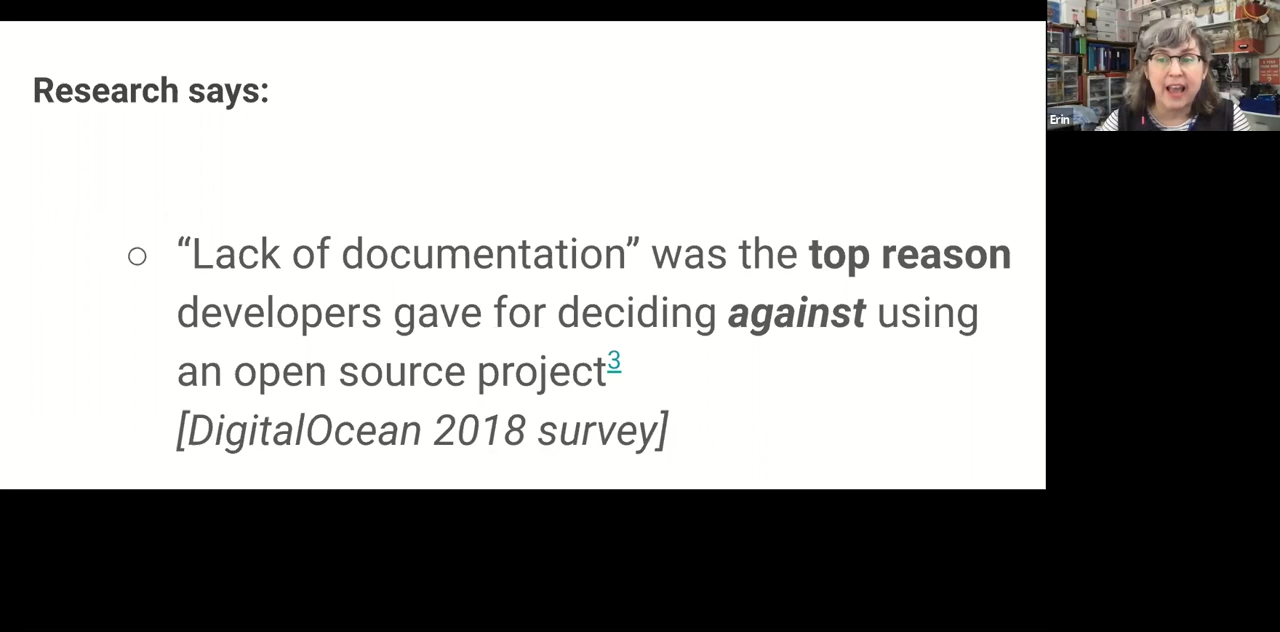 Research says:
○ “Lack of documentation” was the top reason
developers gave for deciding against using
an open source project3
[DigitalOcean 2018 survey]
Erin